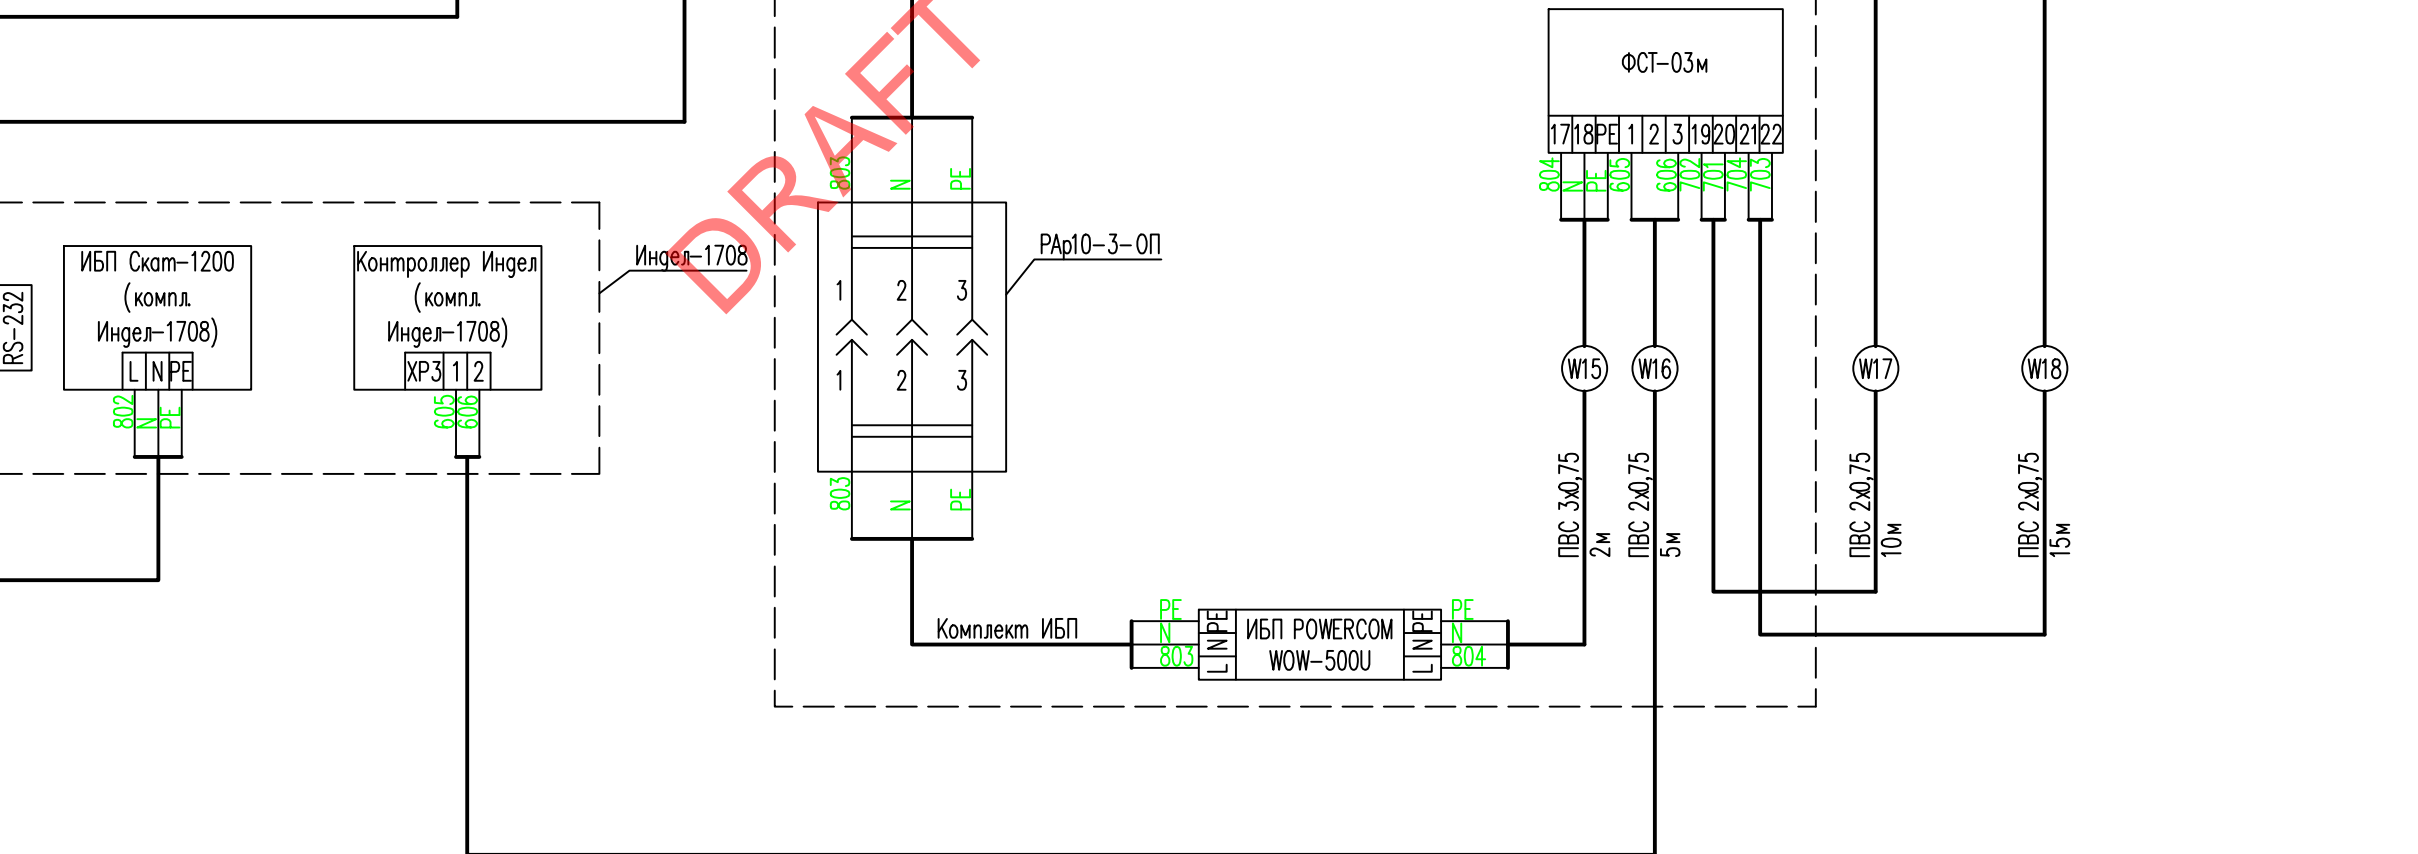 ФСТ-03м
17 18 PE 1 2 3 19 20 21 22
804 N PE 605 606 702 701 704 703
803 N PE
DRAFT
Индел-1708
РАр10-3-ОП
ИБП Скат-1200
(компл.
Индел-1708)
L N PE
802 N PE
Контроллер Индел
(компл.
Индел-1708)
XP3 1 2
605 606
RS-232
1 2 3
1 2 3
803 N PE
W15
W16
W17
W18
ПВС 3х0,75
2м
ПВС 2х0,75
5м
ПВС 2х0,75
10м
ПВС 2х0,75
15м
Комплект ИБП
PE
N
803
PE
N
L
ИБП POWERCOM
WOW-500U
PE
N
L
PE
N
804